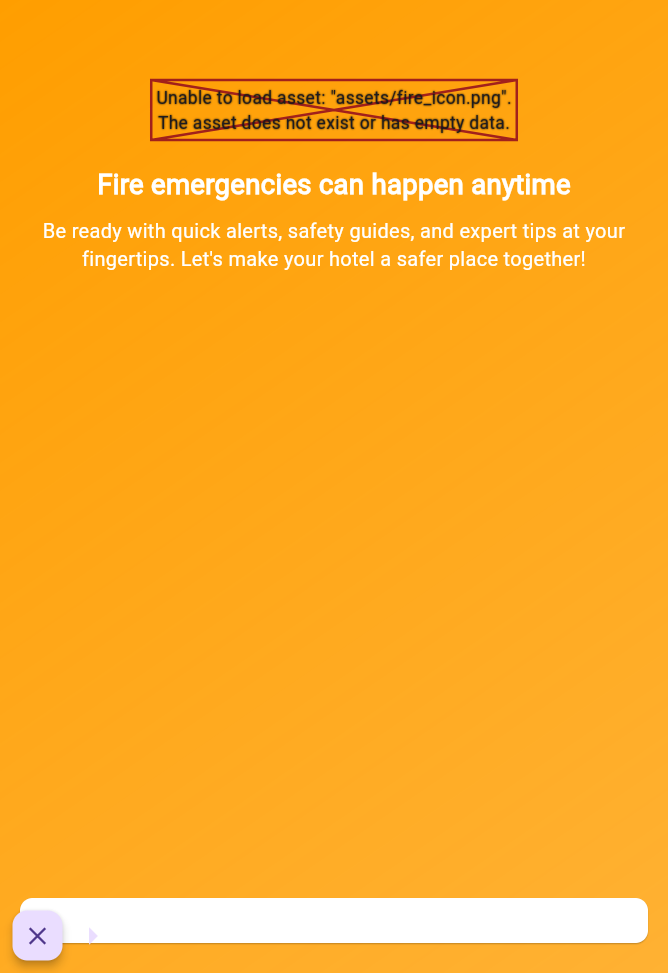 Unable to load asset: "assets/fire_icon.png".
The asset does not exist or has empty data.
Fire emergencies can happen anytime
Be ready with quick alerts, safety guides, and expert tips at your
fingertips. Let's make your hotel a safer place together!